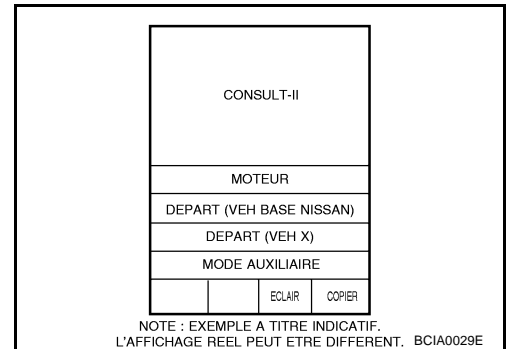 CONSULT-II
MOTEUR
DEPART (VEH BASE NISSAN)
DEPART (VEH X)
MODE AUXILIAIRE
ECLAIR COPIER
NOTE : EXEMPLE A TITRE INDICATIF.
L'AFFICHAGE REEL PEUT ETRE DIFFERENT. BCIA0029E